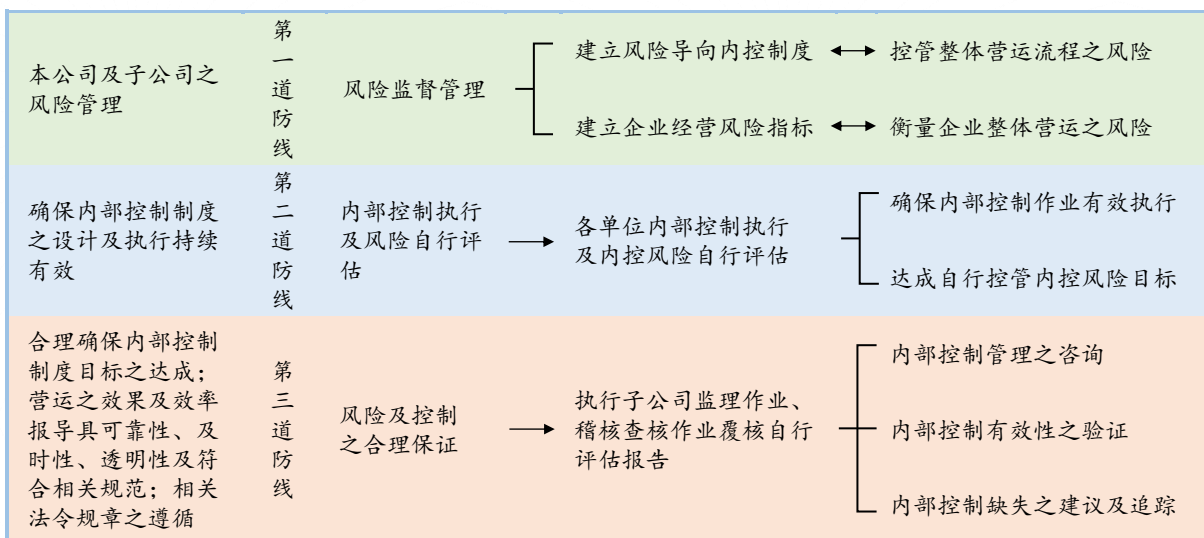 本公司及子公司之
风险管理
第
一
道
防
线
风险监督管理
建立风险导向内控制度
控管整体营运流程之风险
建立企业经营风险指标
衡量企业整体营运之风险
确保内部控制制度
之设计及执行持续
有效
第
二
道
防
线
内部控制执行
及风险自行评
估
各单位内部控制执行
及内控风险自行评估
确保内部控制作业有效执行
达成自行控管内控风险目标
合理确保内部控制
制度目标之达成；
营运之效果及效率
报导具可靠性、及
时性、透明性及符
合相关规范；相关
法令规章之遵循
第
三
道
防
线
风险及控制
之合理保证
执行子公司监理作业、
稽核查核作业覆核自行
评估报告
内部控制管理之咨询
内部控制有效性之验证
内部控制缺失之建议及追踪